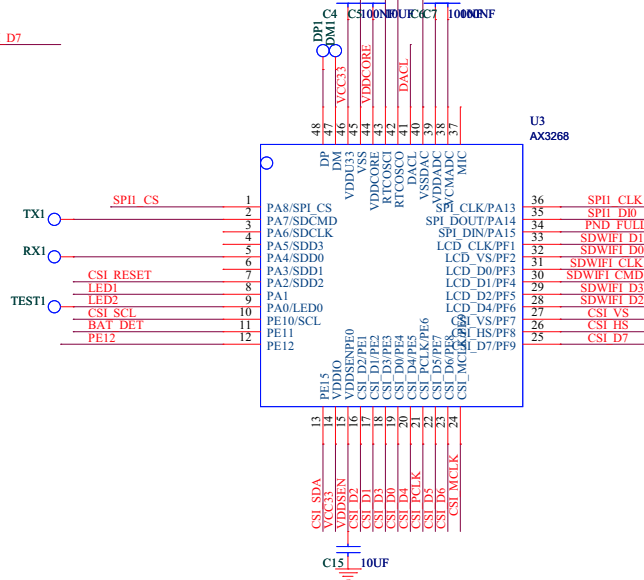 D7
C4 C5 100NF 10UF C6 C7 100NF
DP1
DM1
VCC33
VDDCORE
DACL
48 47 46 45 44 43 42 41 40 39 38 37
U3
AX3268
DP
DM
VDDU33
VSS
VDDCORE
RTCOSCI
RTCOSCO
DACL
VSSDAC
VDDADC
VCMADC
MIC
SPI1_CS 1 PA8/SPI_CS
TX1 2 PA7/SDCMD
3 PA6/SDCLK
4 PA5/SDD3
RX1 5 PA4/SDD0
6 PA3/SDD1
CSI_RESET 7 PA2/SDD2
LED1 8 PA1
TEST1 LED2 9 PA0/LED0
CSI_SCL 10 PE10/SCL
BAT_DET 11 PE11
PE12 12 PE12
SPI_CLK/PA13 36 SPI1_CLK
SPI_DOUT/PA14 35 SPI1_DI0
SPI_DIN/PA15 34 PND_FULL
LCD_CLK/PF1 33 SDWIFI_D1
LCD_VS/PF2 32 SDWIFI_D0
LCD_D0/PF3 31 SDWIFI_CLK
LCD_D1/PF4 30 SDWIFI_CMD
LCD_D2/PF5 29 SDWIFI_D3
LCD_D4/PF6 28 SDWIFI_D2
CSI_VS/PF7 27 CSI_VS
CSI_HS/PF8 26 CSI_HS
CSI_D7/PF9 25 CSI_D7
PE15
VDDIO
VDDSENPE0
CSI_D2/PE1
CSI_D1/PE2
CSI_D3/PE3
CSI_D0/PE4
CSI_D4/PE5
CSI_PCLK/PE6
CSI_D5/PE7
CSI_D6/PE8
13 14 15 16 17 18 19 20 21 22 23 24
CSI_SDA
VCC33
VDDSEN
CSI_D2
CSI_D1
CSI_D3
CSI_D0
CSI_D4
CSI_PCLK
CSI_D5
CSI_D6
CSI_MCLK
C15 10UF